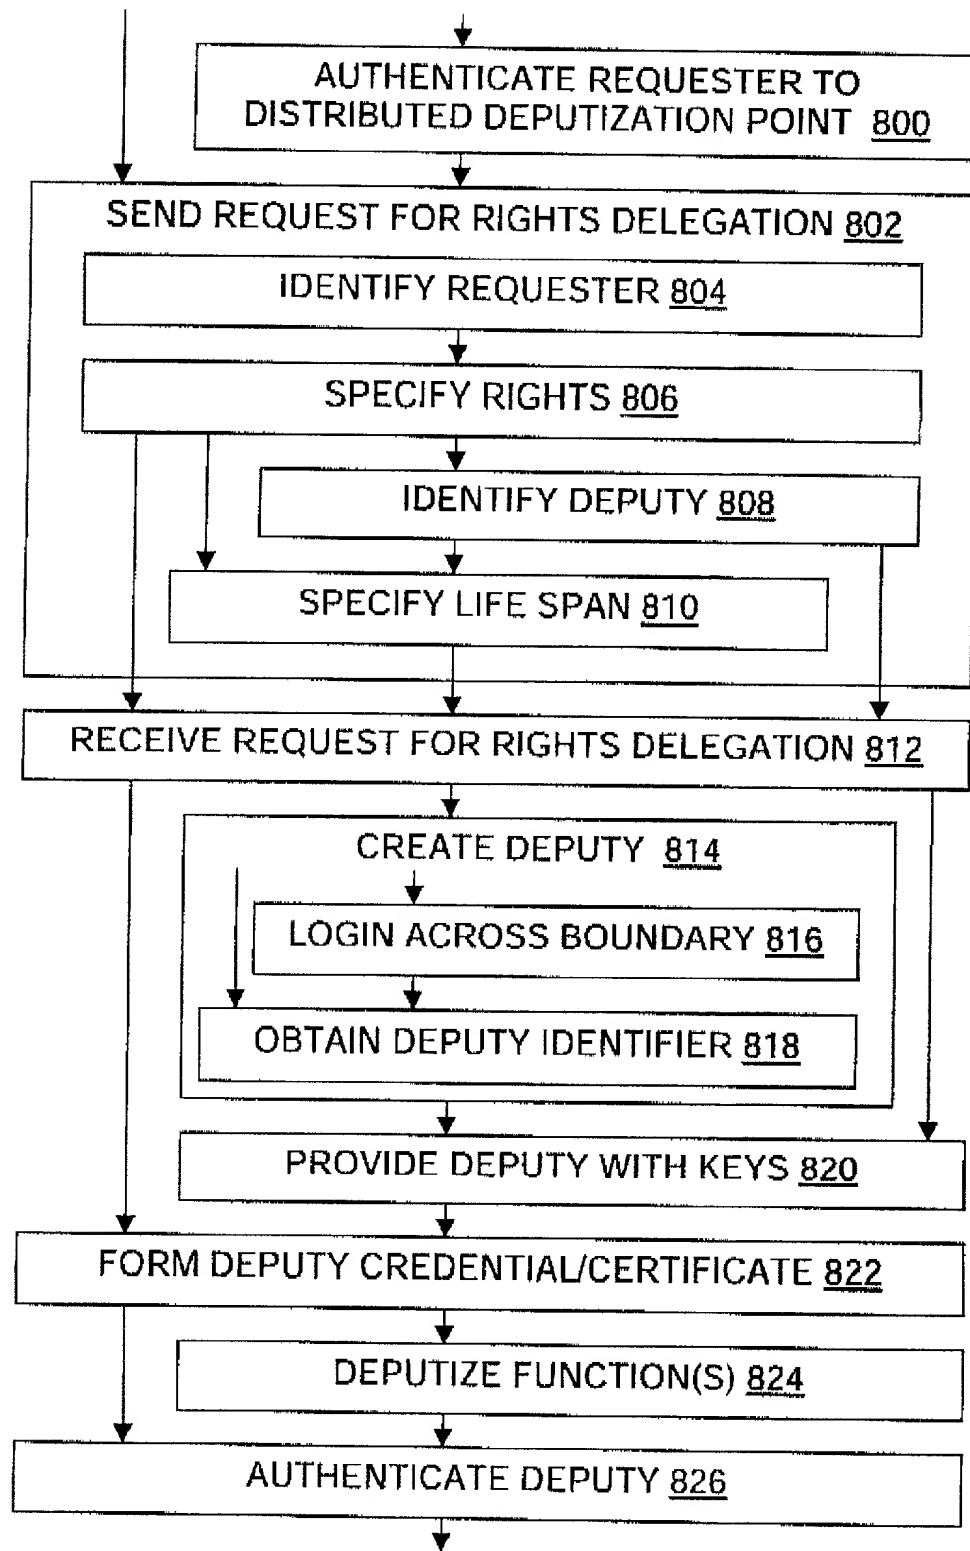 AUTHENTICATE REQUESTER TO
DISTRIBUTED DEPUTIZATION POINT 800
SEND REQUEST FOR RIGHTS DELEGATION 802
IDENTIFY REQUESTER 804
SPECIFY RIGHTS 806
IDENTIFY DEPUTY 808
SPECIFY LIFE SPAN 810
RECEIVE REQUEST FOR RIGHTS DELEGATION 812
CREATE DEPUTY 814
LOGIN ACROSS BOUNDARY 816
OBTAIN DEPUTY IDENTIFIER 818
PROVIDE DEPUTY WITH KEYS 820
FORM DEPUTY CREDENTIAL/CERTIFICATE 822
DEPUTIZE FUNCTION(S) 824
AUTHENTICATE DEPUTY 826